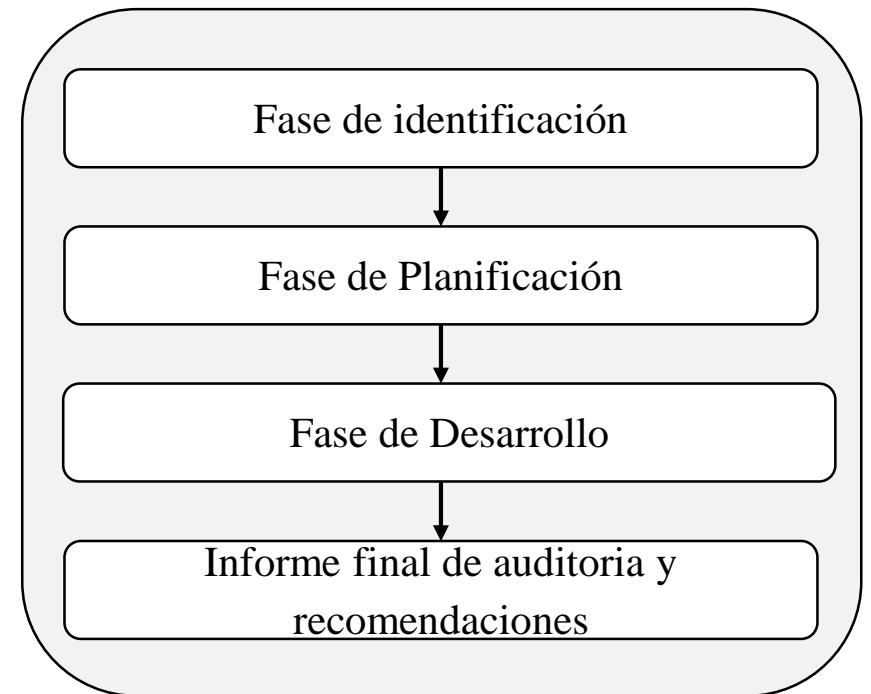 Fase de identificación
Fase de Planificación
Fase de Desarrollo
Informe final de auditoria y
recomendaciones